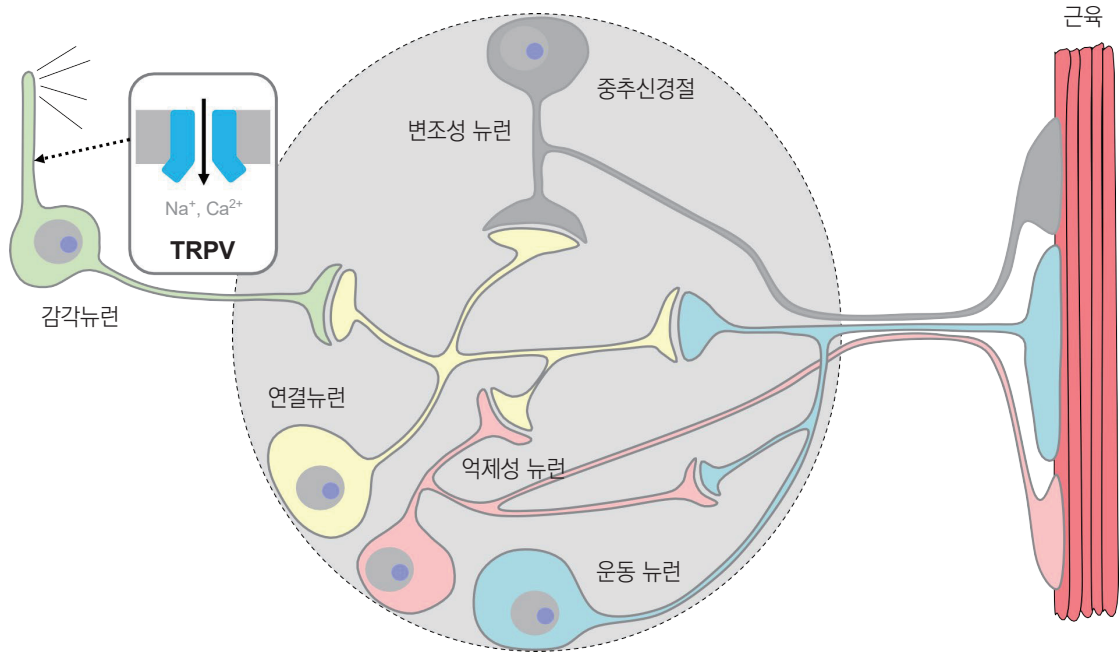 근육
중추신경절
변조성 뉴런
Na⁺, Ca²⁺
TRPV
감각뉴런
연결뉴런
억제성 뉴런
운동 뉴런